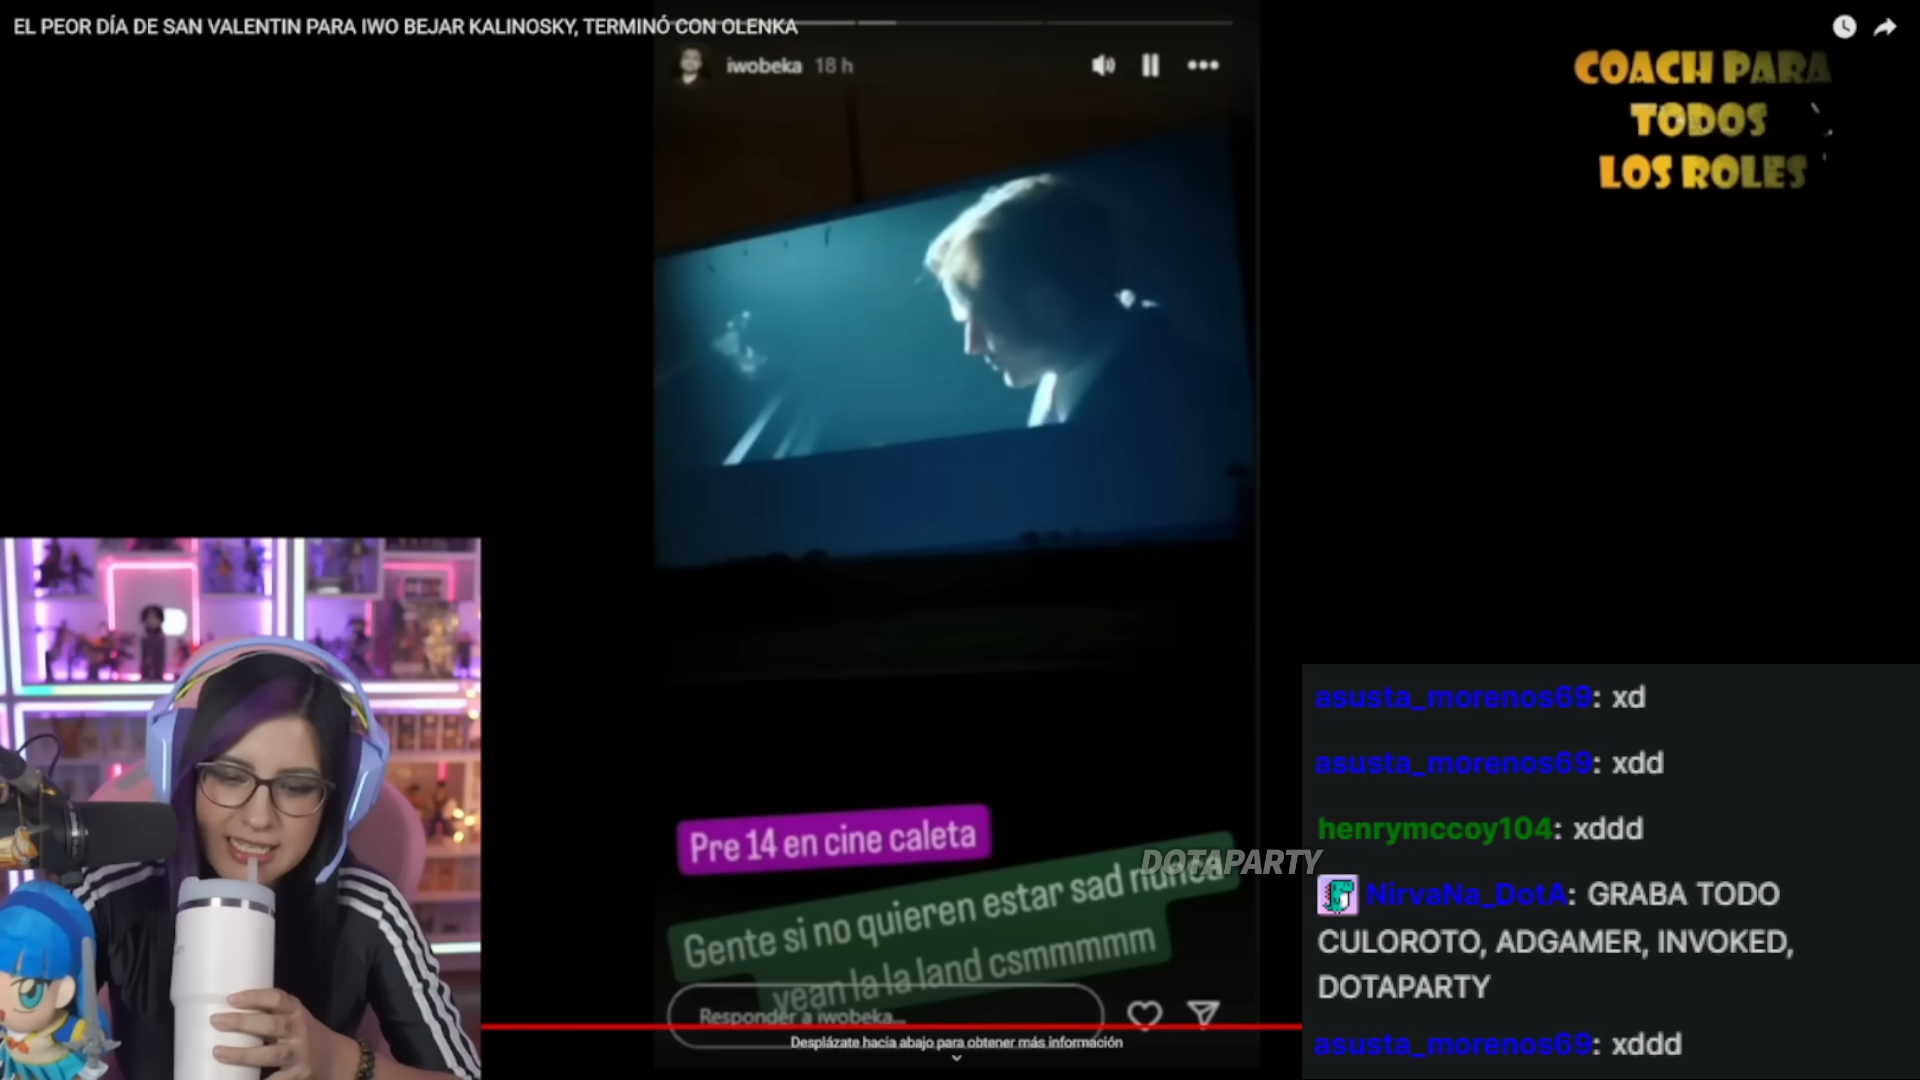 EL PEOR DÍA DE SAN VALENTIN PARA IWO BEJAR KALINOSKY, TERMINÓ CON OLENKA
iwobeka 18 h
COACH PARA
TODOS
LOS ROLES
Pre 14 en cine caleta
DOTAPARTY
Gente si no quieren estar sad nunca
vean la la land csmmmmm
Responder a iwobeka...
Desplázate hacia abajo para obtener más información
asusta_morenos69: xd
asusta_morenos69: xdd
henrymccoy104: xddd
NirvaNa_DotA: GRABA TODO
CULOROTO, ADGAMER, INVOKED,
DOTAPARTY
asusta_morenos69: xddd